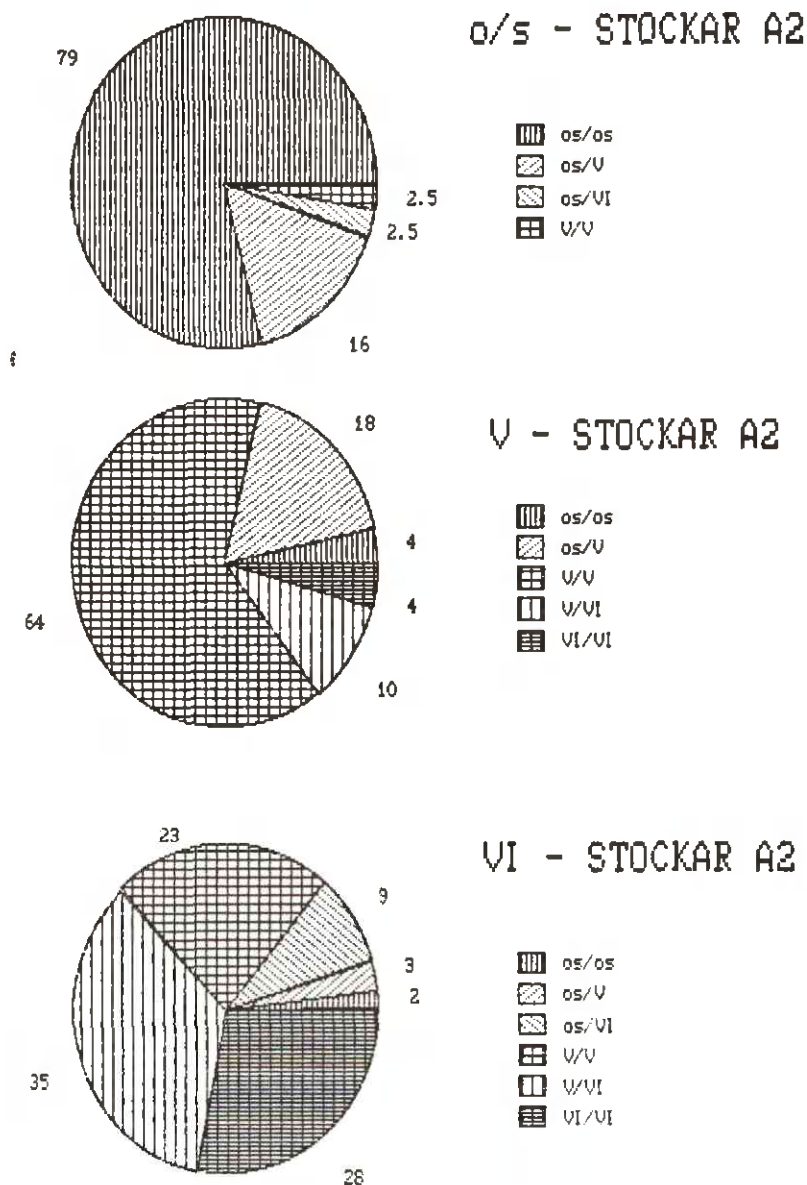 o/s - STOCKAR A2
79
os/os
os/V
os/VI
V/V
2.5
2.5
16
V - STOCKAR A2
18
os/os
os/V
V/V
V/VI
VI/VI
4
4
64
10
VI - STOCKAR A2
23
9
os/os
os/V
os/VI
V/V
V/VI
VI/VI
3
2
35
28